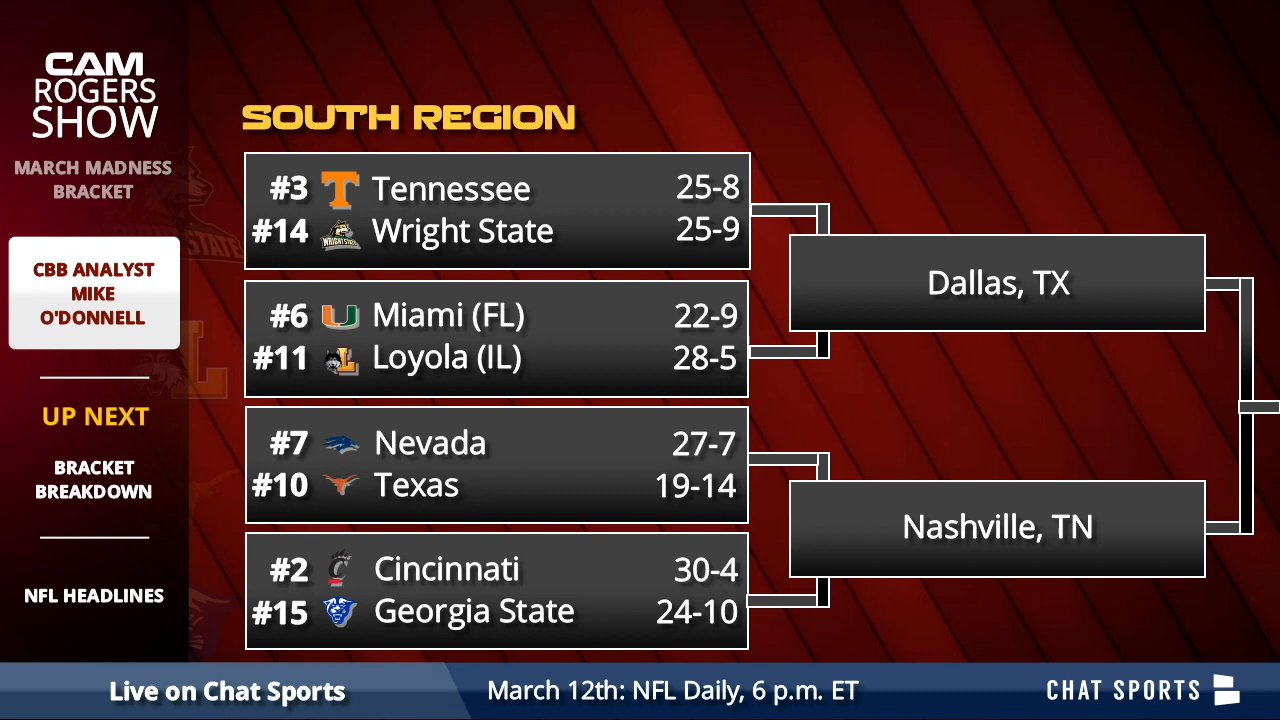 CAM
ROGERS
SHOW
MARCH MADNESS
BRACKET
CBB ANALYST
MIKE
O'DONNELL
UP NEXT
BRACKET
BREAKDOWN
NFL HEADLINES
SOUTH REGION
#3 T Tennessee 25-8
#14 WRIGHT STATE Wright State 25-9
#6 U Miami (FL) 22-9
#11 L Loyola (IL) 28-5
#7 Nevada 27-7
#10 Texas 19-14
#2 C Cincinnati 30-4
#15 Georgia State 24-10
Dallas, TX
Nashville, TN
Live on Chat Sports March 12th: NFL Daily, 6 p.m. ET CHAT SPORTS